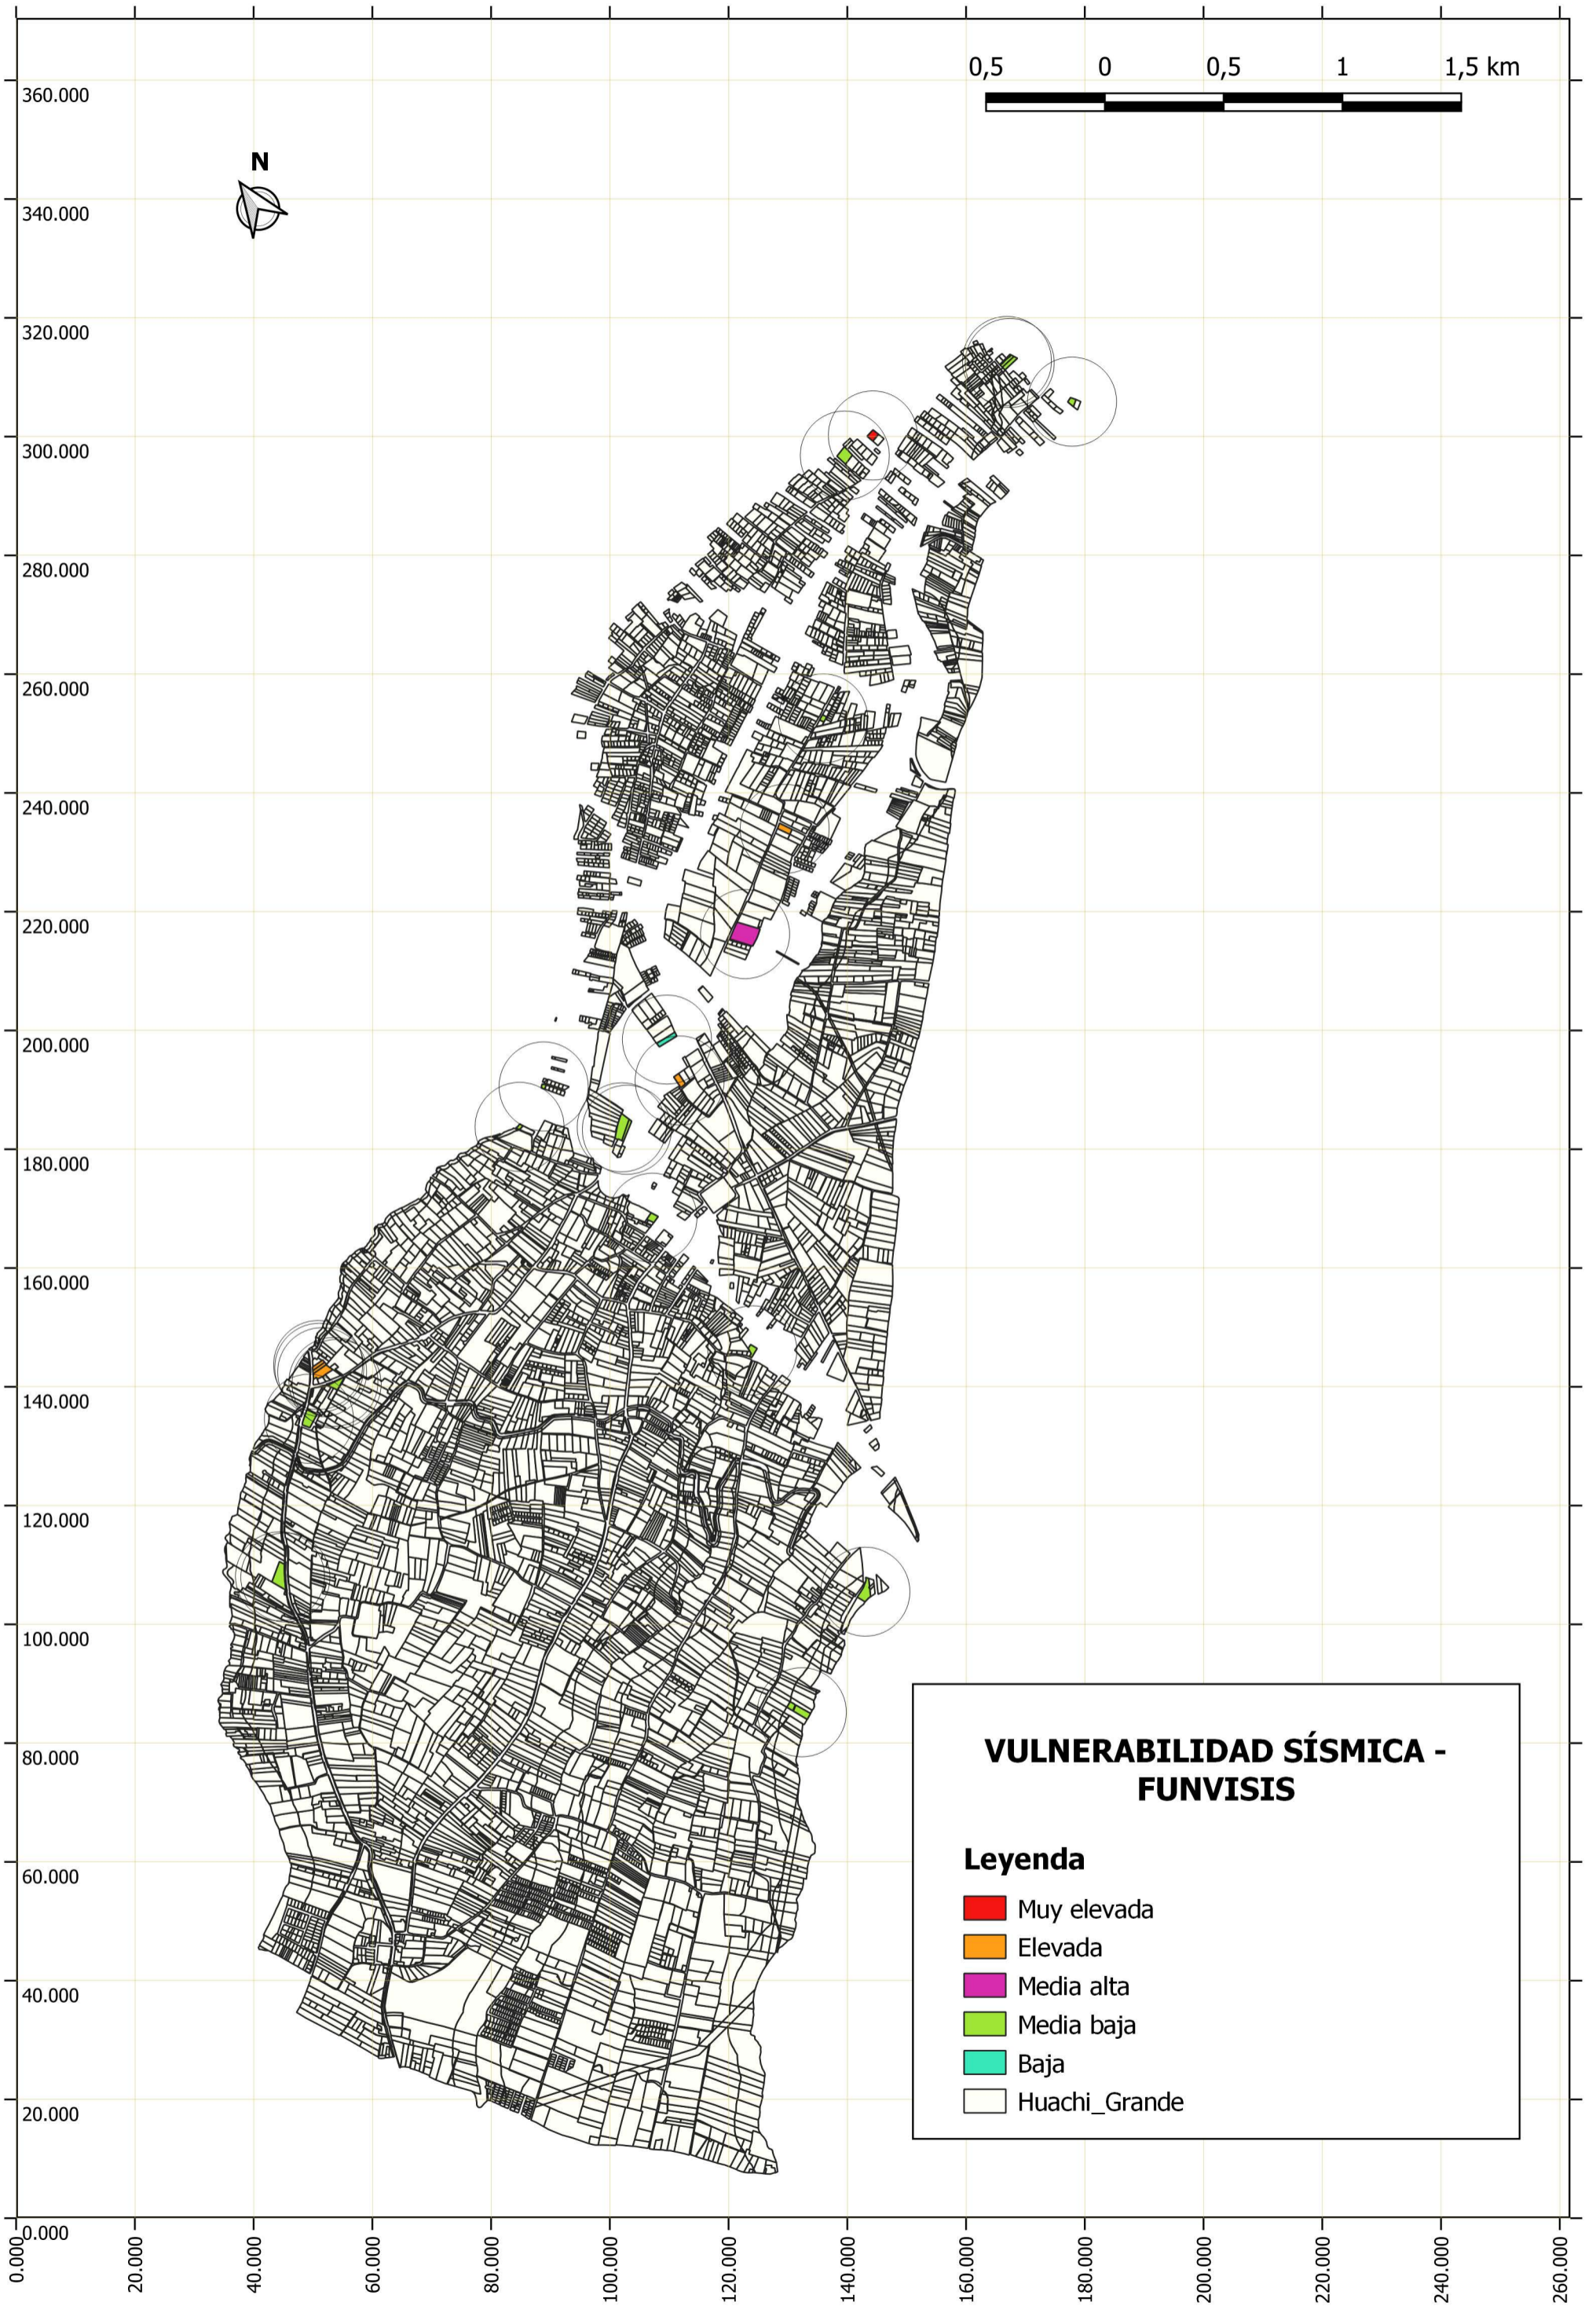 0,5 0 0,5 1 1,5 km
N
360.000
340.000
320.000
300.000
280.000
260.000
240.000
220.000
200.000
180.000
160.000
140.000
120.000
100.000
80.000
60.000
40.000
20.000
0.000
VULNERABILIDAD SÍSMICA -
FUNVISIS
Leyenda
Muy elevada
Elevada
Media alta
Media baja
Baja
Huachi_Grande
0.000 20.000 40.000 60.000 80.000 100.000 120.000 140.000 160.000 180.000 200.000 220.000 240.000 260.000